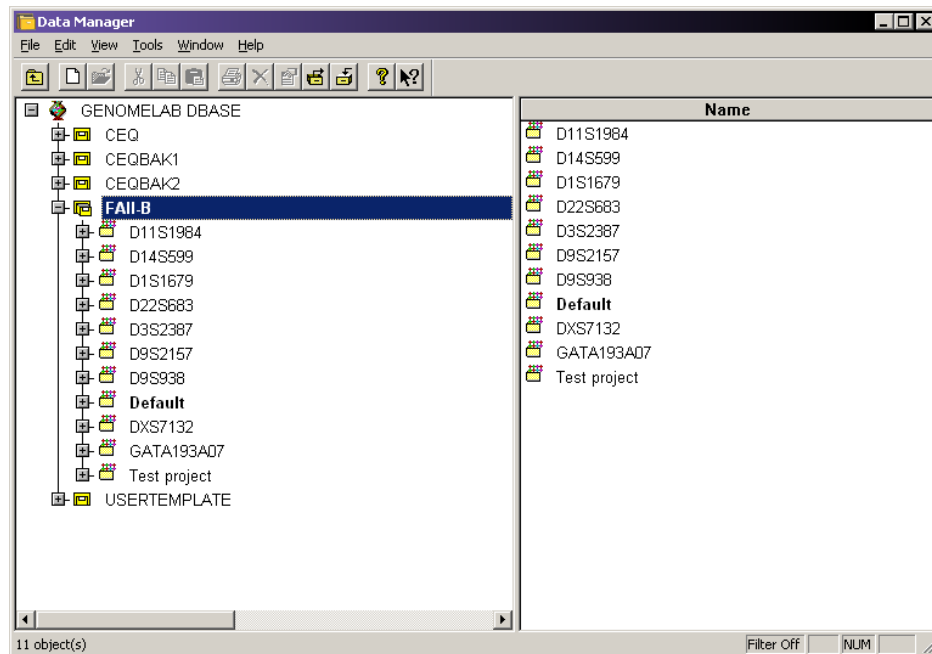 Data Manager
File Edit View Tools Window Help
GENOMELAB DBASE
CEQ
CEQBAK1
CEQBAK2
FAII-B
D11S1984
D14S599
D1S1679
D22S683
D3S2387
D9S2157
D9S938
Default
DXS7132
GATA193A07
Test project
USERTEMPLATE
Name
D11S1984
D14S599
D1S1679
D22S683
D3S2387
D9S2157
D9S938
Default
DXS7132
GATA193A07
Test project
11 object(s)
Filter Off NUM